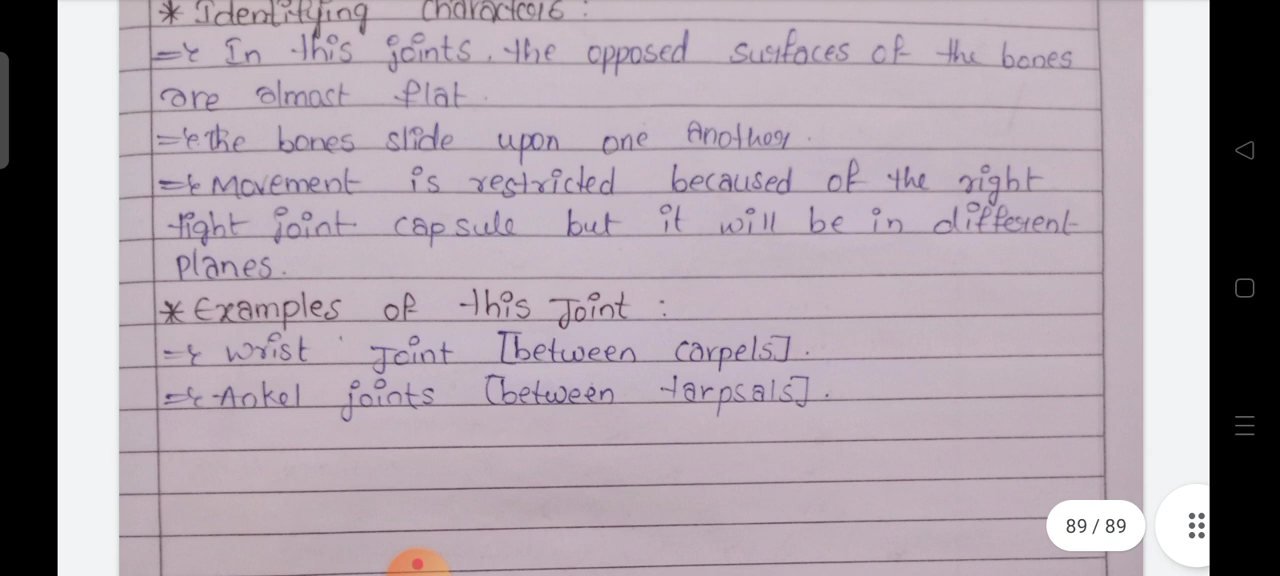 * Identifying Characters :
=> In this joints. the opposed surfaces of the bones
are almost flat.
=> the bones slide upon one Another.
=> Movement is restricted becaused of the right
tight joint capsule but it will be in different
planes.
* Examples of this Joint :
=> Wrist Joint [between carpels].
=> Ankel joints [between tarpsals].
89 / 89